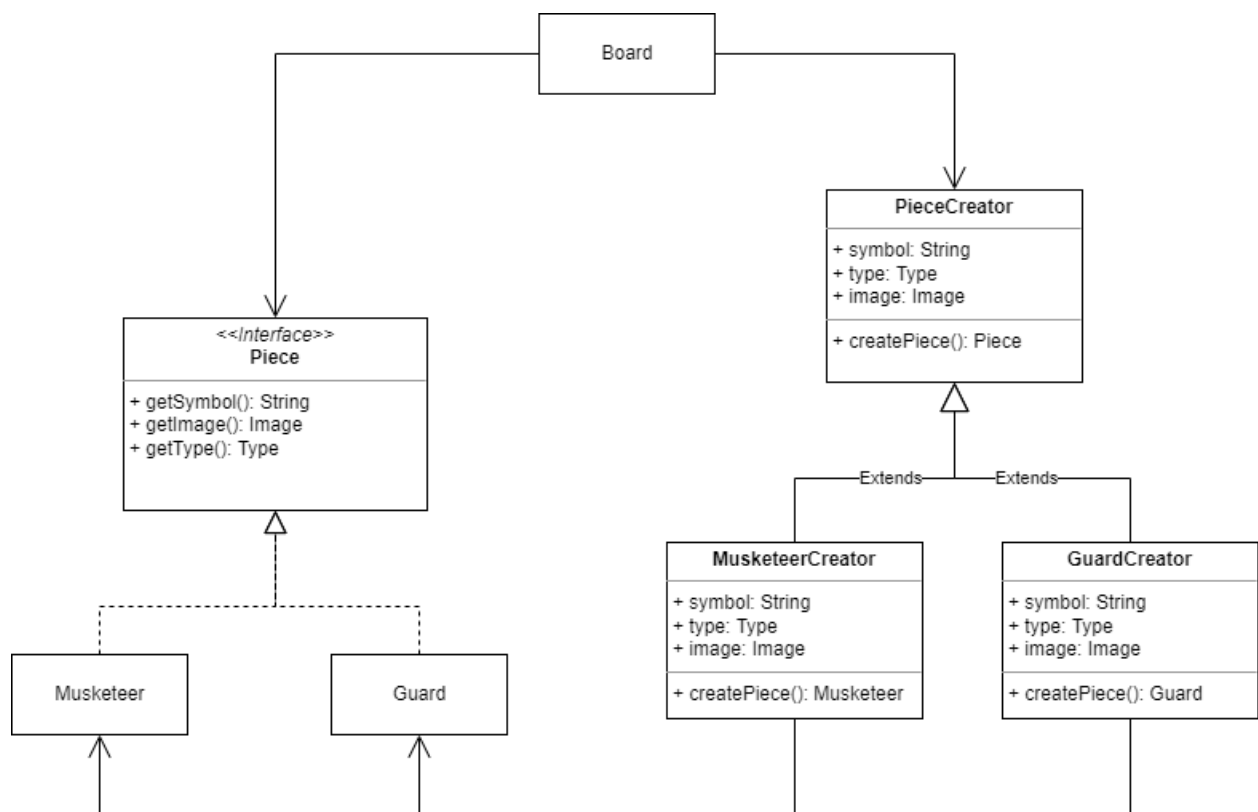 Board
PieceCreator
+ symbol: String
+ type: Type
+ image: Image
+ createPiece(): Piece
<<Interface>>
Piece
+ getSymbol(): String
+ getImage(): Image
+ getType(): Type
Extends
Extends
MusketeerCreator
+ symbol: String
+ type: Type
+ image: Image
+ createPiece(): Musketeer
GuardCreator
+ symbol: String
+ type: Type
+ image: Image
+ createPiece(): Guard
Musketeer
Guard